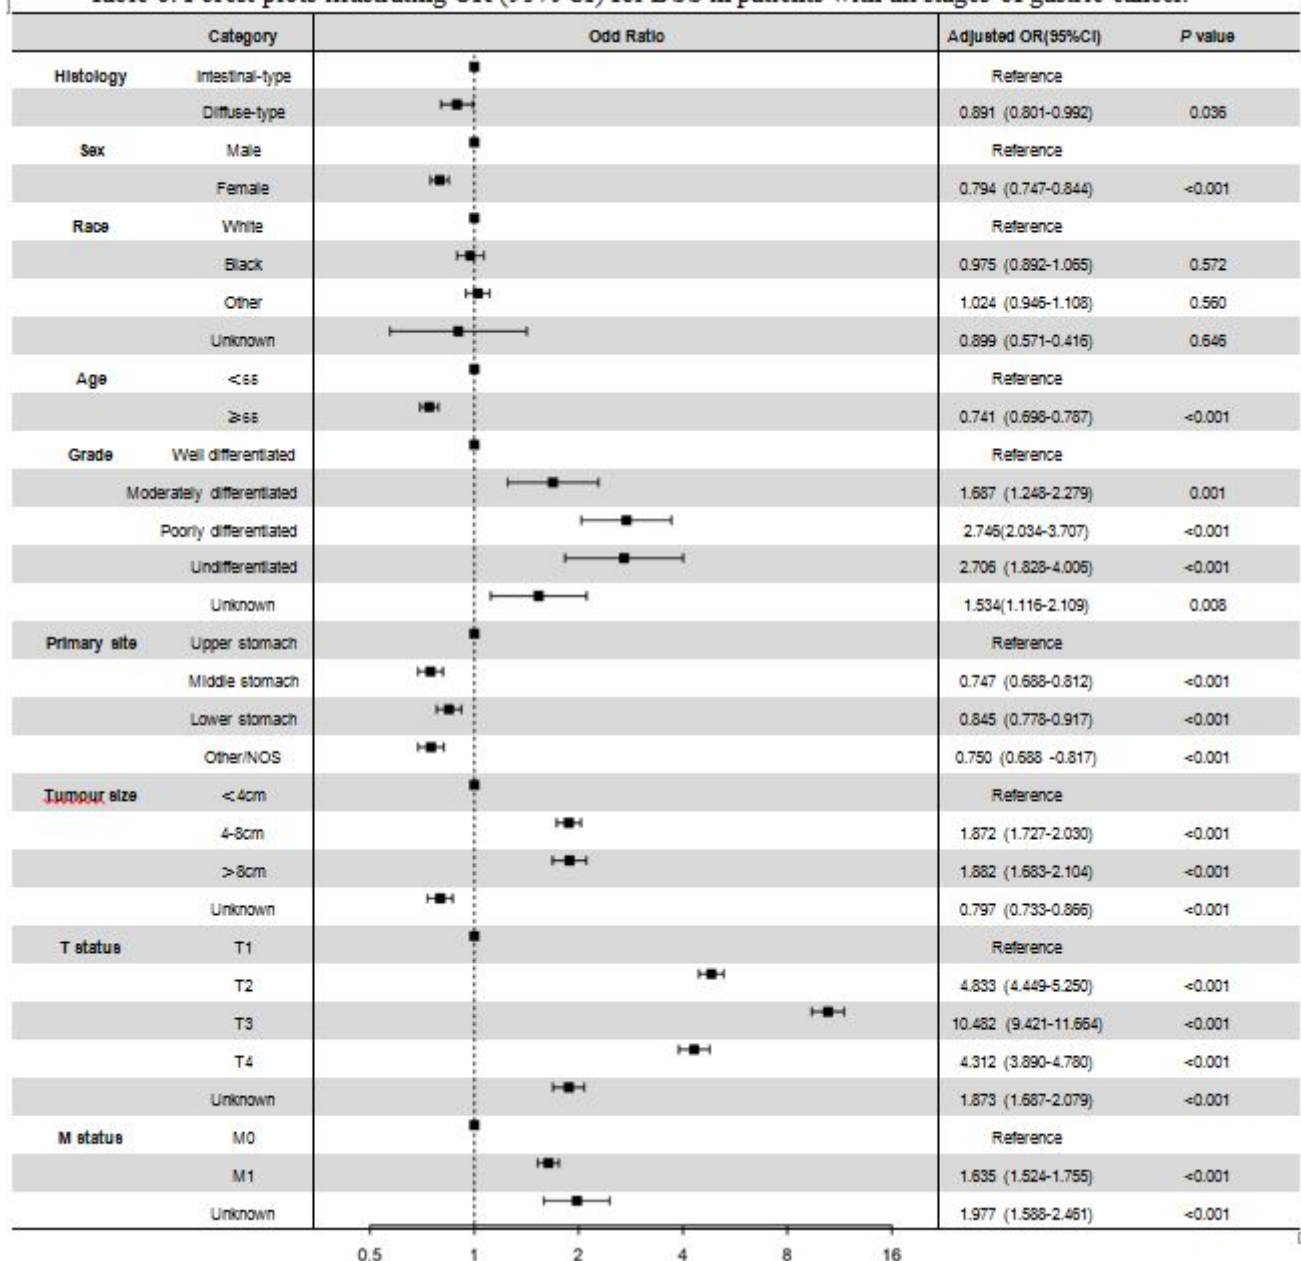 Category Odd Ratio Adjusted OR(95%CI) P value
Histology Intestinal-type Reference
Diffuse-type 0.891 (0.801-0.992) 0.036
Sex Male Reference
Female 0.794 (0.747-0.844) <0.001
Race White Reference
Black 0.975 (0.892-1.065) 0.572
Other 1.024 (0.946-1.108) 0.560
Unknown 0.899 (0.571-0.416) 0.646
Age Reference
0.741 (0.698-0.787) <0.001
Grade Well differentiated Reference
Moderately differentiated 1.687 (1.248-2.279) 0.001
Poorly differentiated 2.746(2.034-3.707) <0.001
Undifferentiated 2.706 (1.828-4.006) <0.001
Unknown 1.534(1.116-2.109) 0.008
Primary site Upper stomach Reference
Middle stomach 0.747 (0.688-0.812) <0.001
Lower stomach 0.845 (0.778-0.917) <0.001
Other/NOS 0.750 (0.688 -0.817) <0.001
Tumour size <4cm Reference
4-8cm 1.872 (1.727-2.030) <0.001
>8cm 1.882 (1.683-2.104) <0.001
Unknown 0.797 (0.733-0.866) <0.001
T status T1 Reference
T2 4.833 (4.449-5.250) <0.001
T3 10.482 (9.421-11.664) <0.001
T4 4.312 (3.890-4.780) <0.001
Unknown 1.873 (1.687-2.079) <0.001
M status M0 Reference
M1 1.635 (1.524-1.755) <0.001
Unknown 1.977 (1.588-2.461) <0.001
0.5 1 2 4 8 16